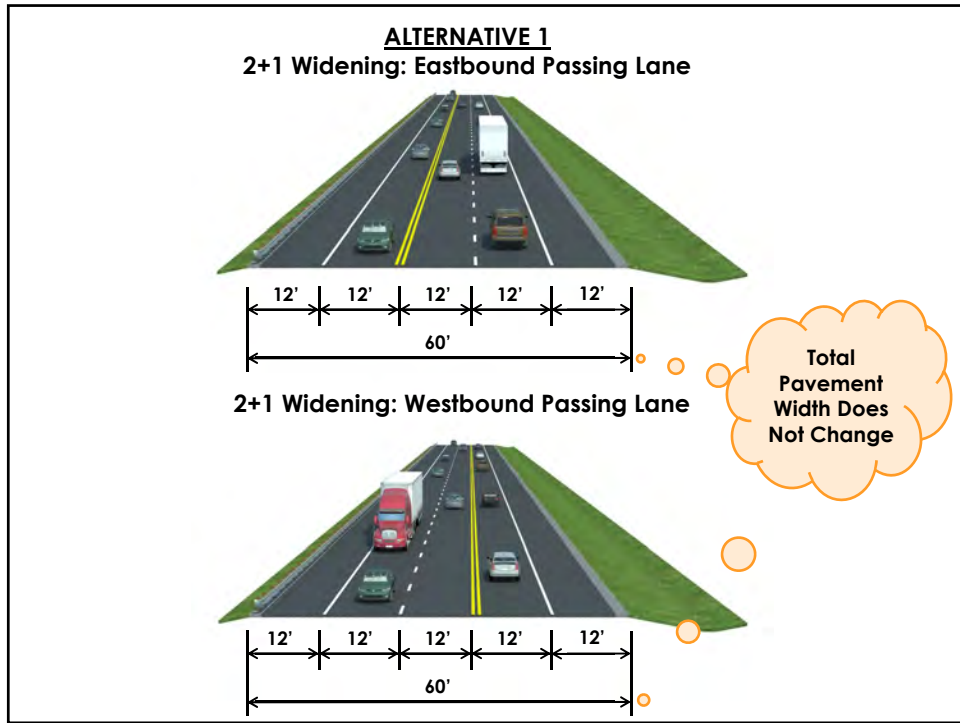 ALTERNATIVE 1
2+1 Widening: Eastbound Passing Lane
12' 12' 12' 12' 12'
60'
Total
Pavement
Width Does
Not Change
2+1 Widening: Westbound Passing Lane
12' 12' 12' 12' 12'
60'